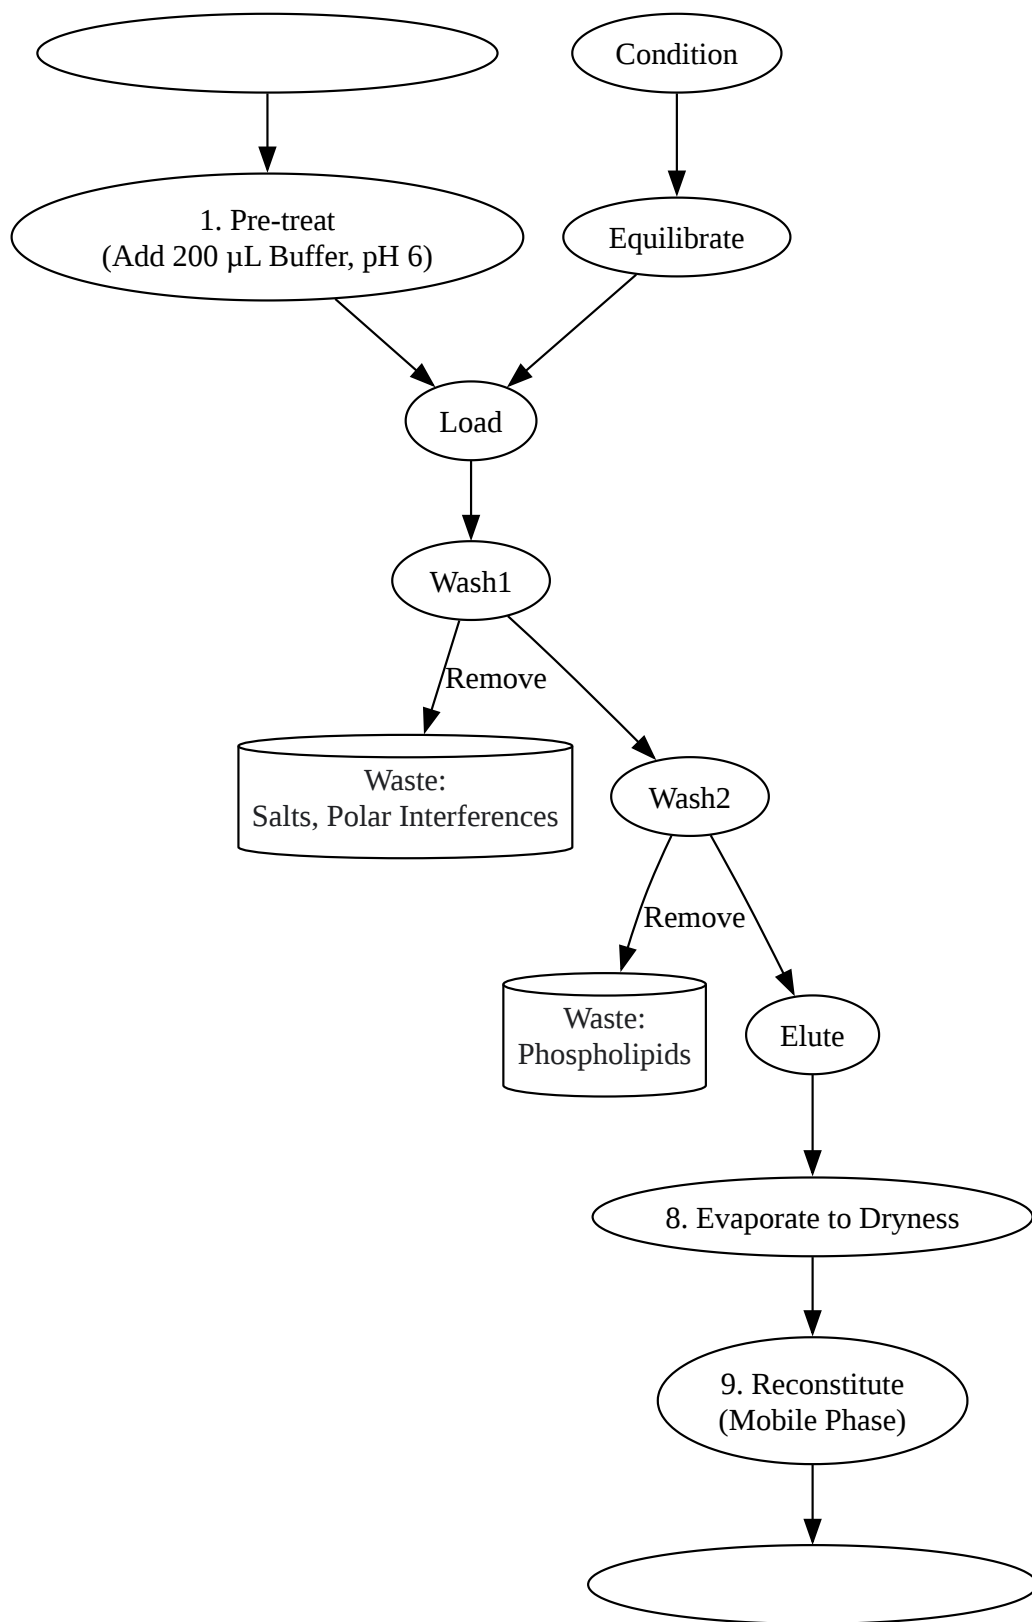 Condition
1. Pre-treat
(Add 200 µL Buffer, pH 6)
Equilibrate
Load
Wash1
Remove
Waste:
Salts, Polar Interferences
Wash2
Remove
Waste:
Phospholipids
Elute
8. Evaporate to Dryness
9. Reconstitute
(Mobile Phase)